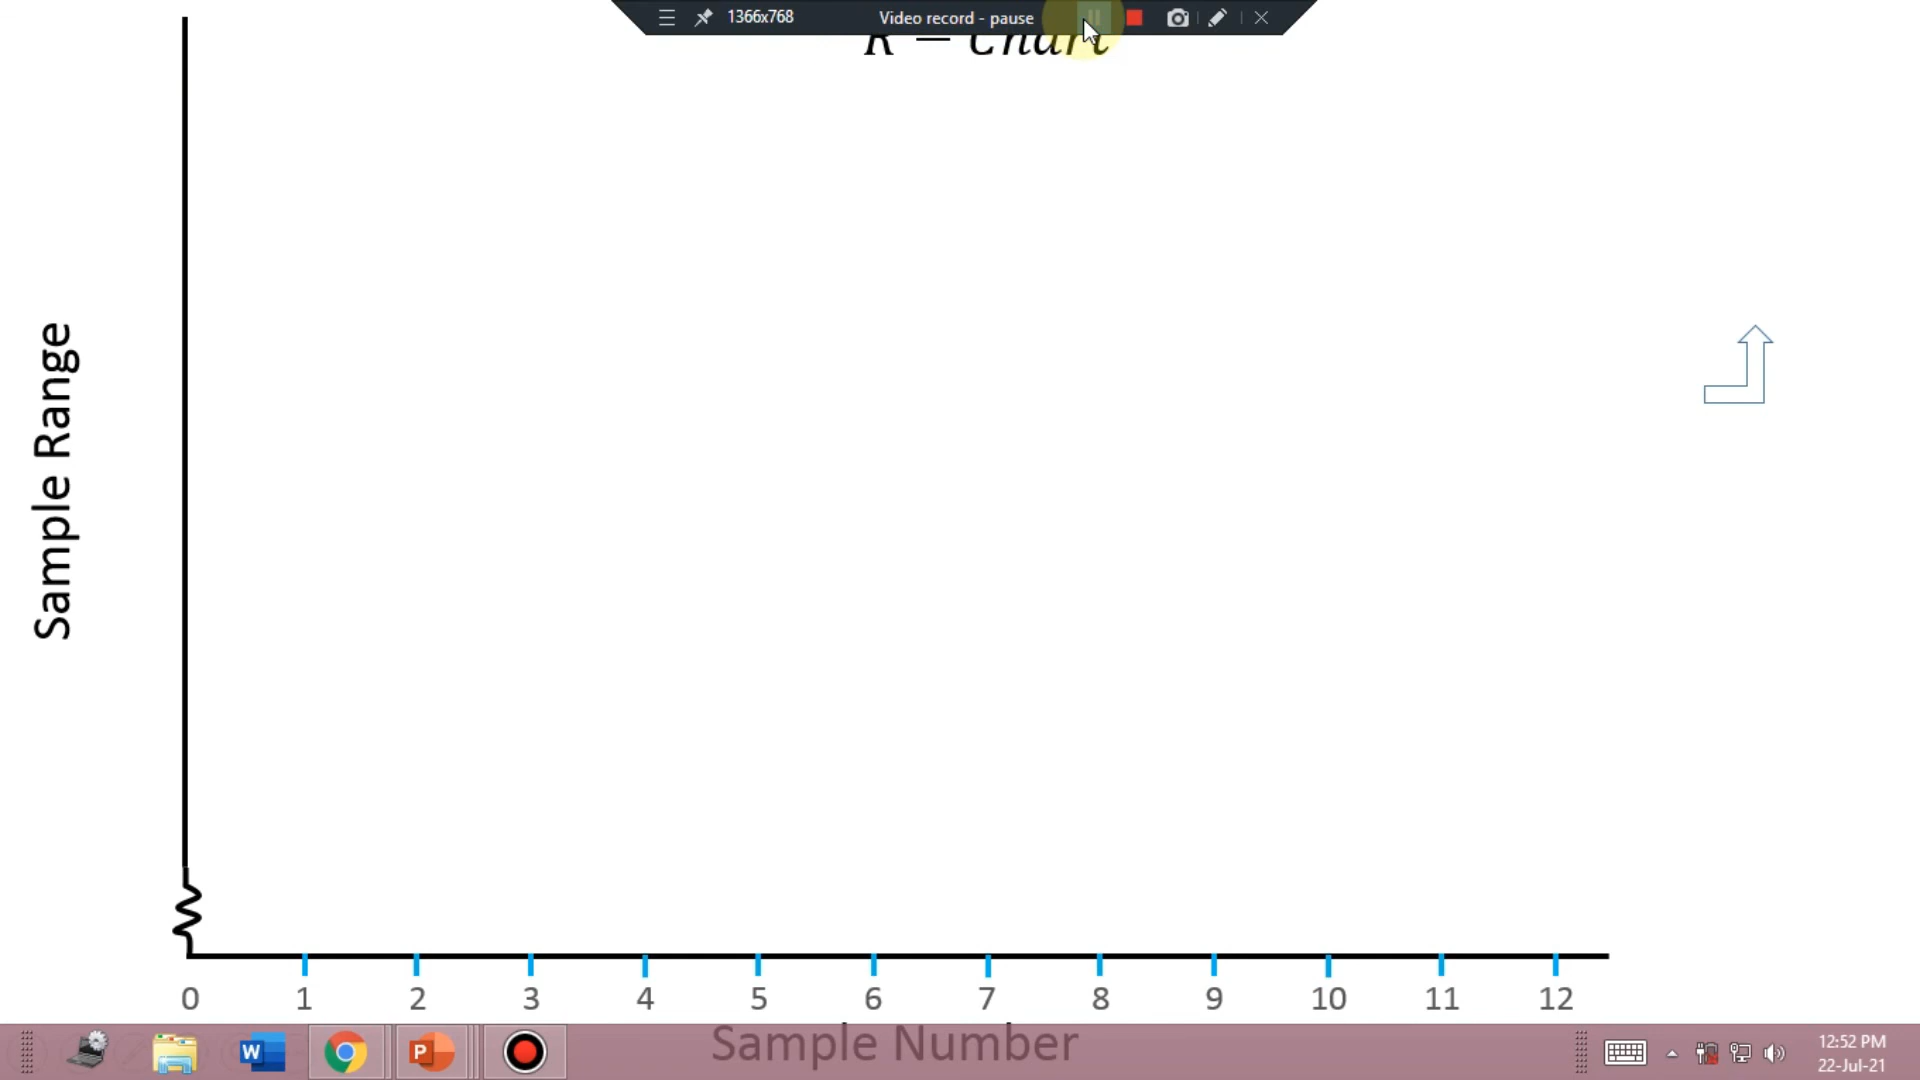 1366x768
Video record - pause
R - Chart
Sample Range
0 1 2 3 4 5 6 7 8 9 10 11 12
Sample Number
W
P
12:52 PM
22-Jul-21